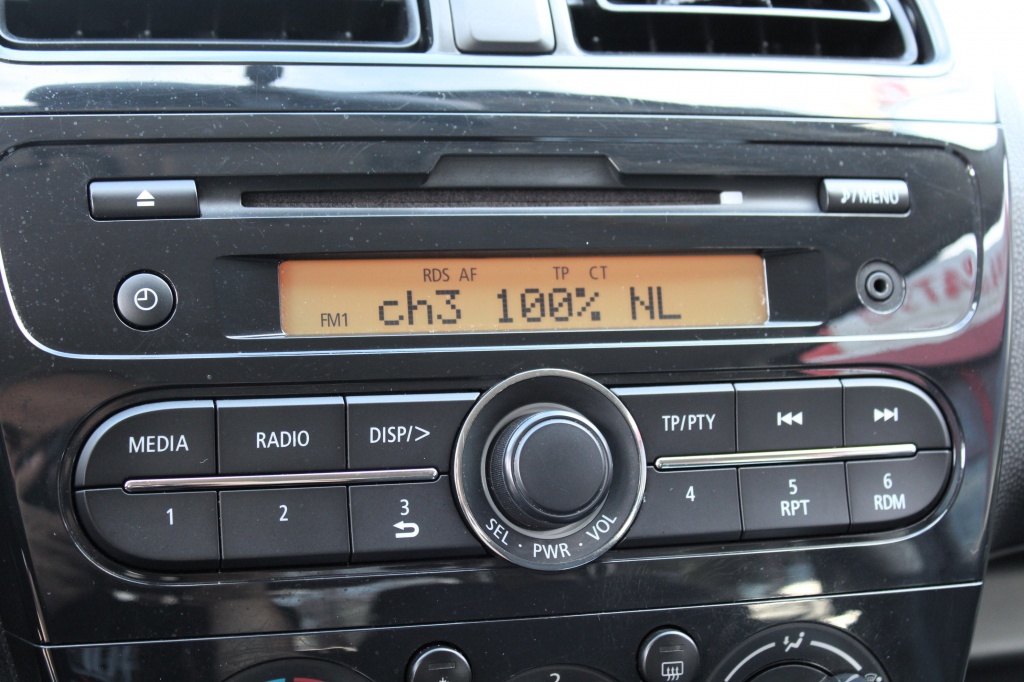 ♪/MENU
RDS AF TP CT
FM1 ch3 100% NL
MEDIA RADIO DISP/> TP/PTY
1 2 3 4 5 6
RPT RDM
SEL · PWR · VOL
2